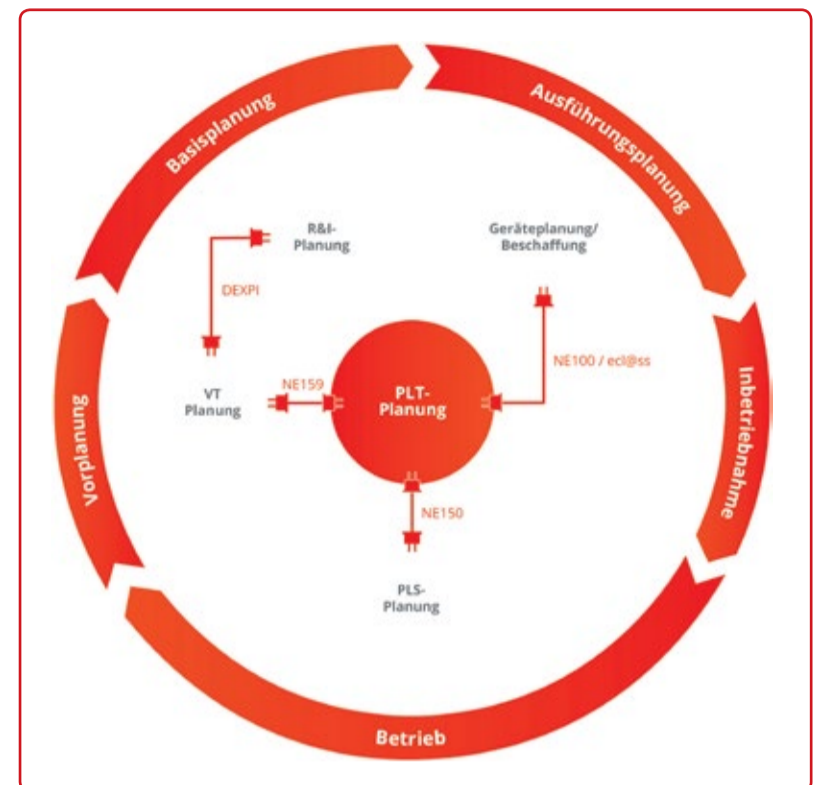 Basisplanung
Ausführungsplanung
R&I-
Planung
Geräteplanung/
Beschaffung
DEXPI
NE100 / ecl@ss
Inbetriebnahme
Vorplanung
VT
Planung
NE159
PLT-
Planung
NE150
PLS-
Planung
Betrieb